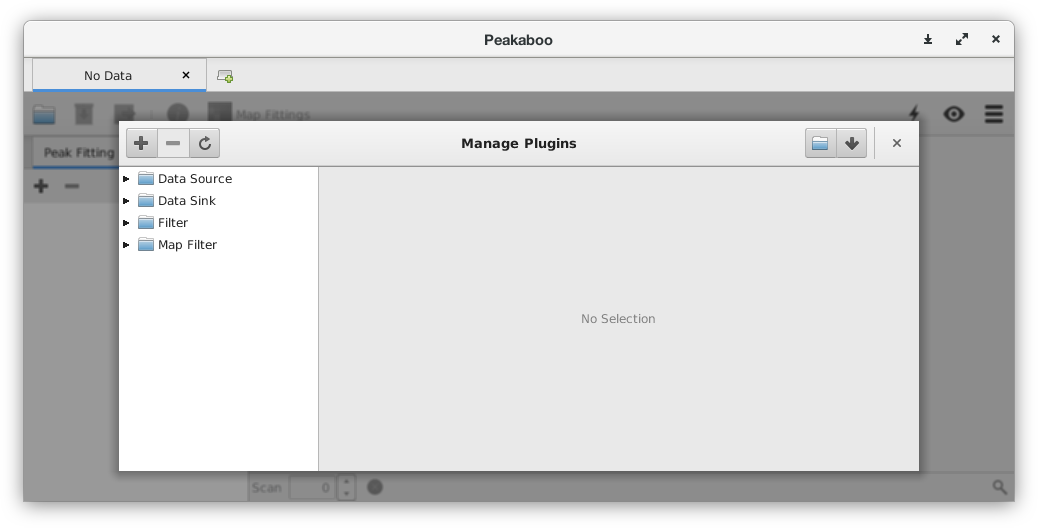 Peakaboo
No Data
Map Fittings
Manage Plugins
Peak Fitting
Data Source
Data Sink
Filter
Map Filter
No Selection
Scan 0